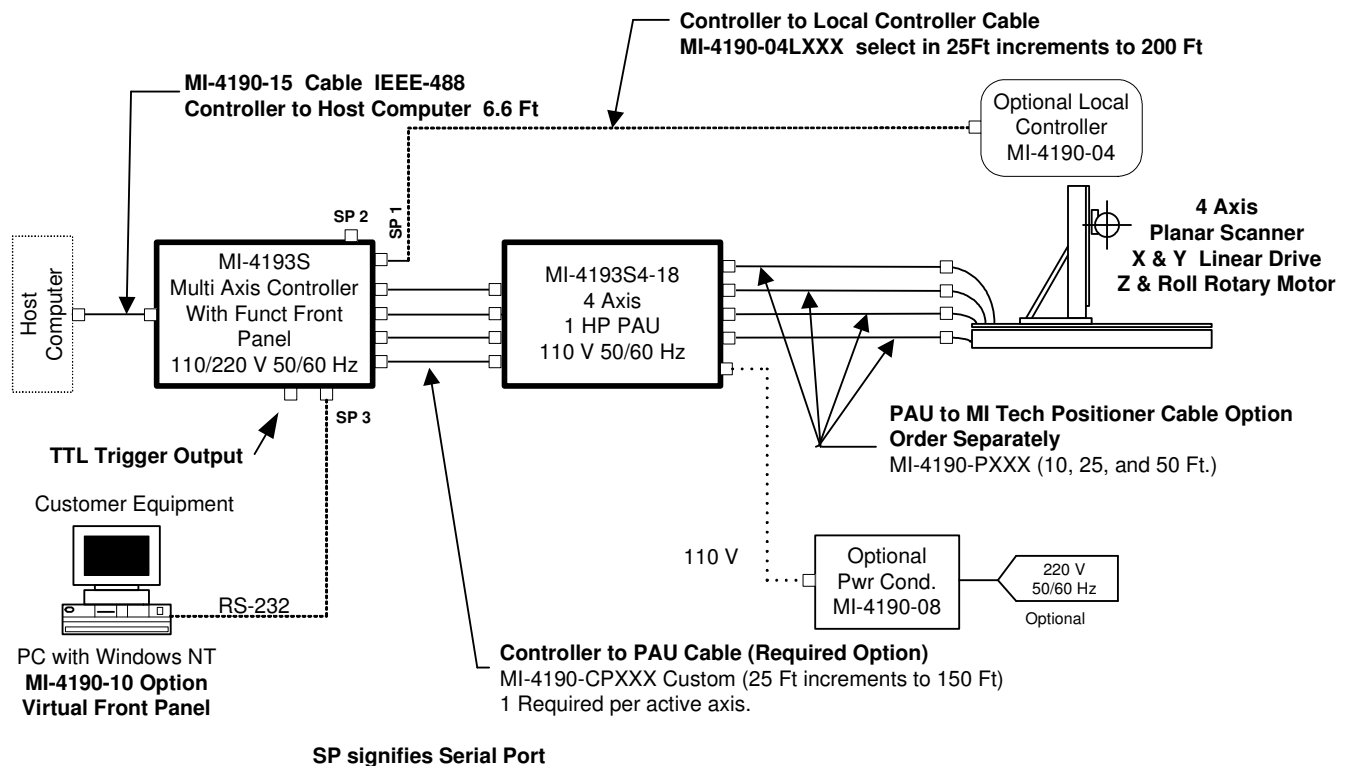 Controller to Local Controller Cable
MI-4190-04LXXX select in 25Ft increments to 200 Ft
MI-4190-15 Cable IEEE-488
Controller to Host Computer 6.6 Ft
Optional Local
Controller
MI-4190-04
SP 2
SP 1
4 Axis
Planar Scanner
X & Y Linear Drive
Z & Roll Rotary Motor
Host
Computer
MI-4193S
Multi Axis Controller
With Funct Front
Panel
110/220 V 50/60 Hz
MI-4193S4-18
4 Axis
1 HP PAU
110 V 50/60 Hz
SP 3
TTL Trigger Output
PAU to MI Tech Positioner Cable Option
Order Separately
MI-4190-PXXX (10, 25, and 50 Ft.)
Customer Equipment
RS-232
PC with Windows NT
MI-4190-10 Option
Virtual Front Panel
110 V
Optional
Pwr Cond.
MI-4190-08
220 V
50/60 Hz
Optional
Controller to PAU Cable (Required Option)
MI-4190-CPXXX Custom (25 Ft increments to 150 Ft)
1 Required per active axis.
SP signifies Serial Port